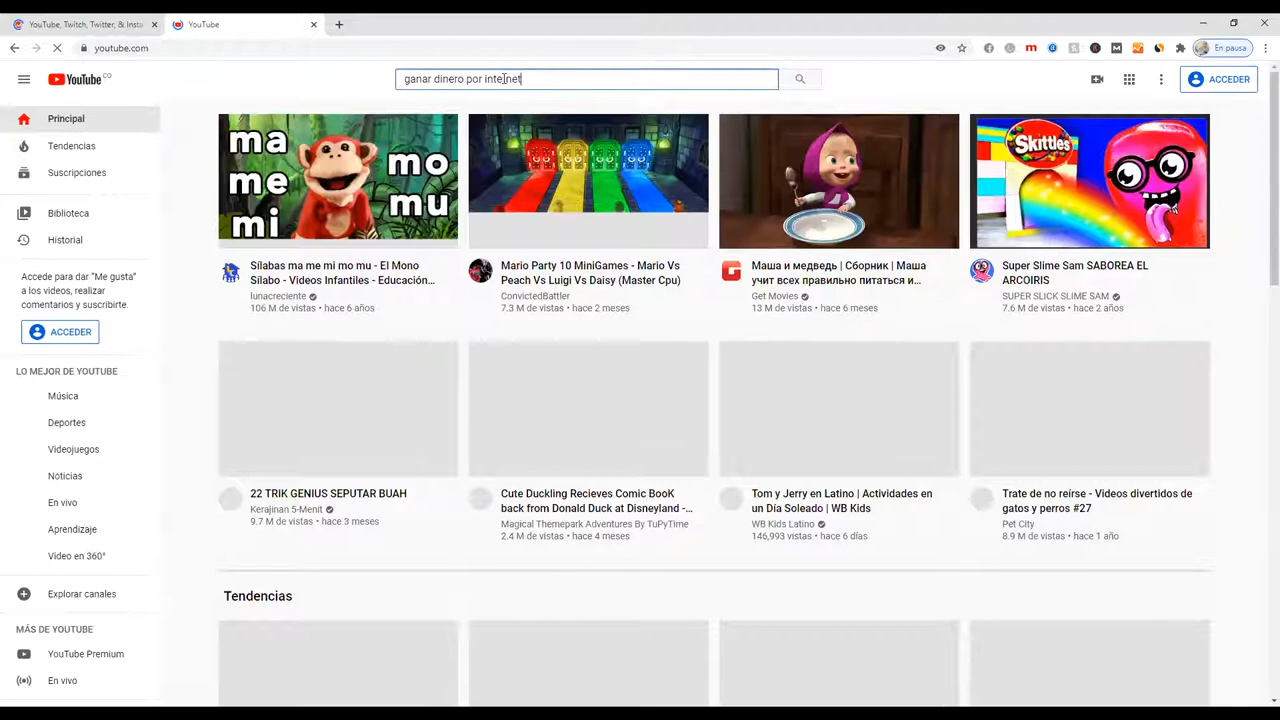 YouTube, Twitch, Twitter, & Insta
YouTube
youtube.com
En pausa
YouTube CO
ganar dinero por internet
ACCEDER
Principal
Tendencias
Suscripciones
Biblioteca
Historial
Accede para dar "Me gusta"
a los videos, realizar
comentarios y suscribirte.
ACCEDER
LO MEJOR DE YOUTUBE
Música
Deportes
Videojuegos
Noticias
En vivo
Aprendizaje
Video en 360°
Explorar canales
MÁS DE YOUTUBE
YouTube Premium
En vivo
ma
me
mi
mo
mu
Skittles
Sílabas ma me mi mo mu - El Mono
Sílabo - Videos Infantiles - Educación...
lunacreciente
106 M de vistas • hace 6 años
Mario Party 10 MiniGames - Mario Vs
Peach Vs Luigi Vs Daisy (Master Cpu)
ConvictedBattler
7.3 M de vistas • hace 2 meses
Маша и медведь | Сборник | Маша
учит всех правильно питаться и...
Get Movies
13 M de vistas • hace 6 meses
Super Slime Sam SABOREA EL
ARCOIRIS
SUPER SLICK SLIME SAM
7.6 M de vistas • hace 2 años
22 TRIK GENIUS SEPUTAR BUAH
Kerajinan 5-Menit
9.7 M de vistas • hace 3 meses
Cute Duckling Recieves Comic BooK
back from Donald Duck at Disneyland -...
Magical Themepark Adventures By TuPyTime
2.4 M de vistas • hace 4 meses
Tom y Jerry en Latino | Actividades en
un Día Soleado | WB Kids
WB Kids Latino
146,993 vistas • hace 6 días
Trate de no reírse - Videos divertidos de
gatos y perros #27
Pet City
8.9 M de vistas • hace 1 año
Tendencias